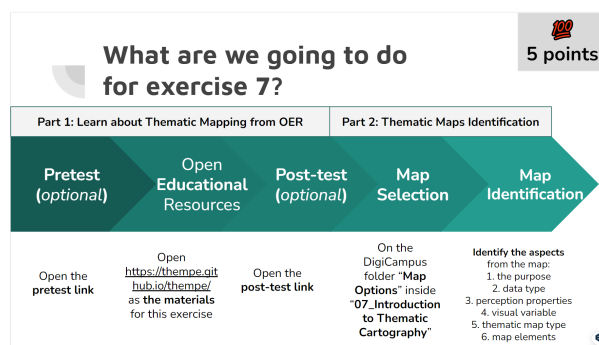 💯
5 points
What are we going to do
for exercise 7?
Part 1: Learn about Thematic Mapping from OER
Part 2: Thematic Maps Identification
Pretest
(optional)
Open
Educational
Resources
Post-test
(optional)
Map
Selection
Map
Identification
Open the
pretest link
Open
https://thempe.git
hub.io/thempe/
as the materials
for this exercise
Open the
post-test link
On the
DigiCampus
folder “Map
Options” inside
“07_Introduction
to Thematic
Cartography”
Identify the aspects
from the map:
1. the purpose
2. data type
3. perception properties
4. visual variable
5. thematic map type
6. map elements